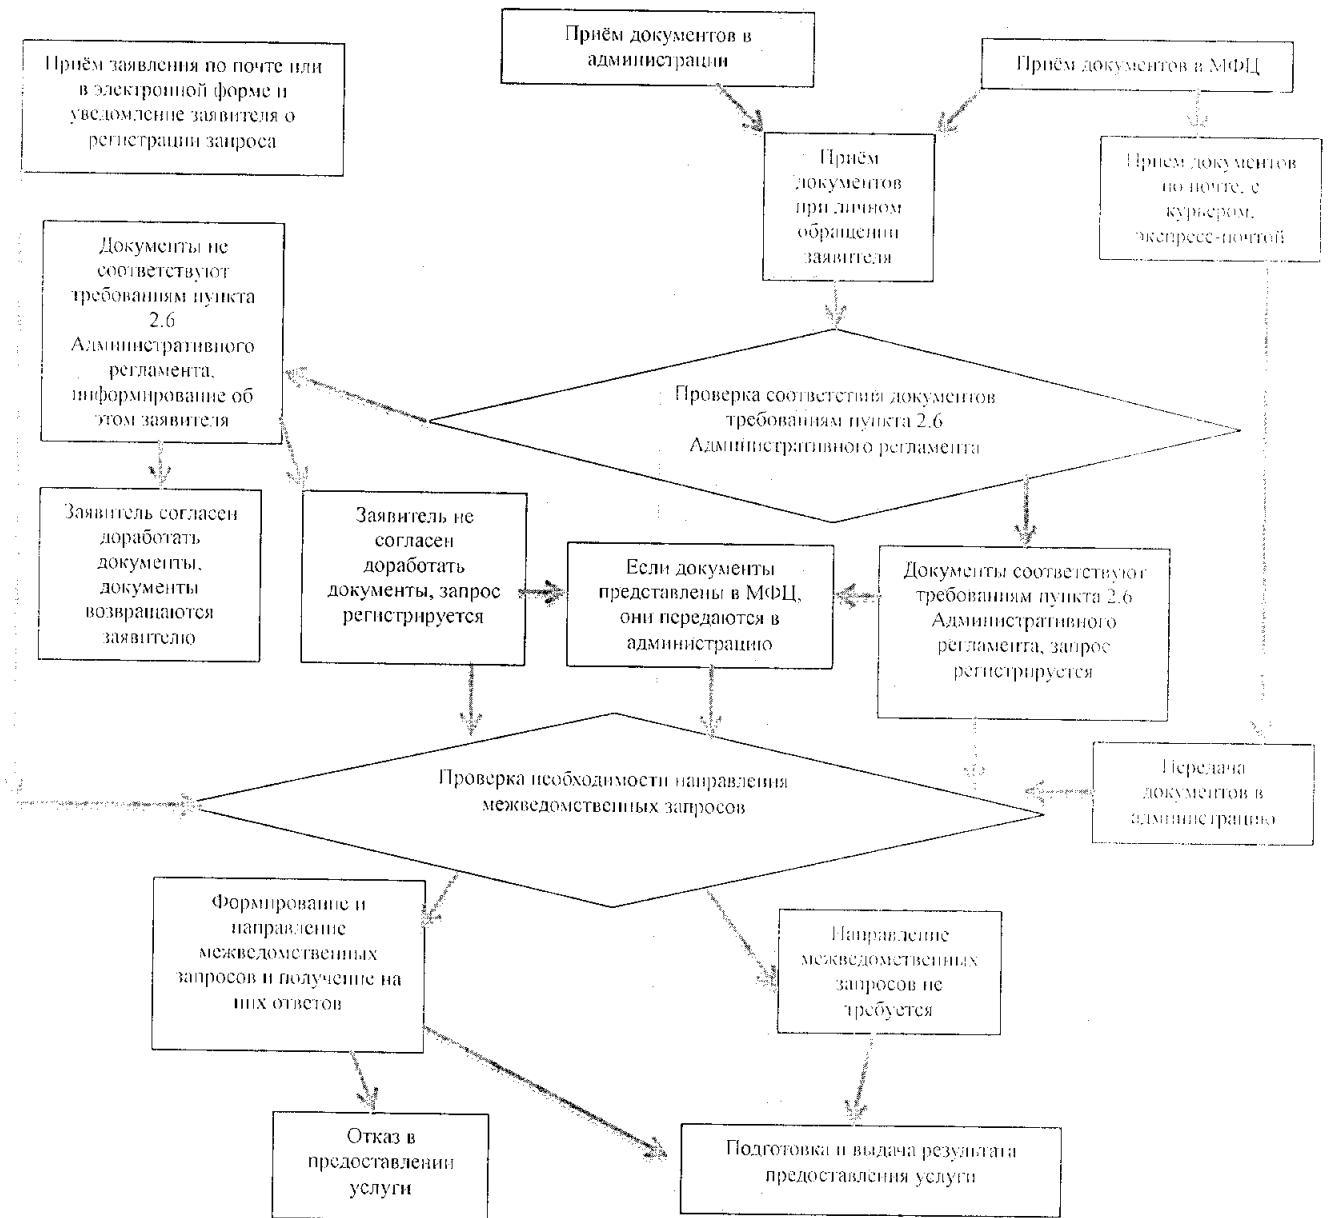 Приём документов в
администрации
Приём заявления по почте или
в электронной форме и
уведомление заявителя о
регистрации запроса
Приём документов в МФЦ
Приём
документов
при личном
обращении
заявителя
Прием документов
по почте, с
курьером,
экспресс-почтой
Документы не
соответствуют
требованиям пункта
2.6
Административного
регламента,
информирование об
этом заявителя
Проверка соответствия документов
требованиям пункта 2.6
Административного регламента
Заявитель согласен
доработать
документы,
документы
возвращаются
заявителю
Заявитель не
согласен
доработать
документы, запрос
регистрируется
Если документы
представлены в МФЦ,
они передаются в
администрацию
Документы соответствуют
требованиям пункта 2.6
Административного
регламента, запрос
регистрируется
Проверка необходимости направления
межведомственных запросов
Передача
документов в
администрацию
Формирование и
направление
межведомственных
запросов и получение на
них ответов
Направление
межведомственных
запросов не
требуется
Отказ в
предоставлении
услуги
Подготовка и выдача результата
предоставления услуги